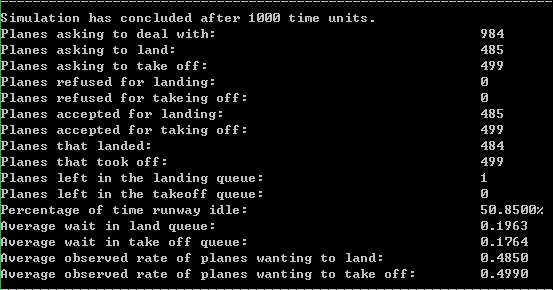 Simulation has concluded after 1000 time units.
Planes asking to deal with: 984
Planes asking to land: 485
Planes asking to take off: 499
Planes refused for landing: 0
Planes refused for takeing off: 0
Planes accepted for landing: 485
Planes accepted for taking off: 499
Planes that landed: 484
Planes that took off: 499
Planes left in the landing queue: 1
Planes left in the takeoff queue: 0
Percentage of time runway idle: 50.8500%
Average wait in land queue: 0.1963
Average wait in take off queue: 0.1764
Average observed rate of planes wanting to land: 0.4850
Average observed rate of planes wanting to take off: 0.4990